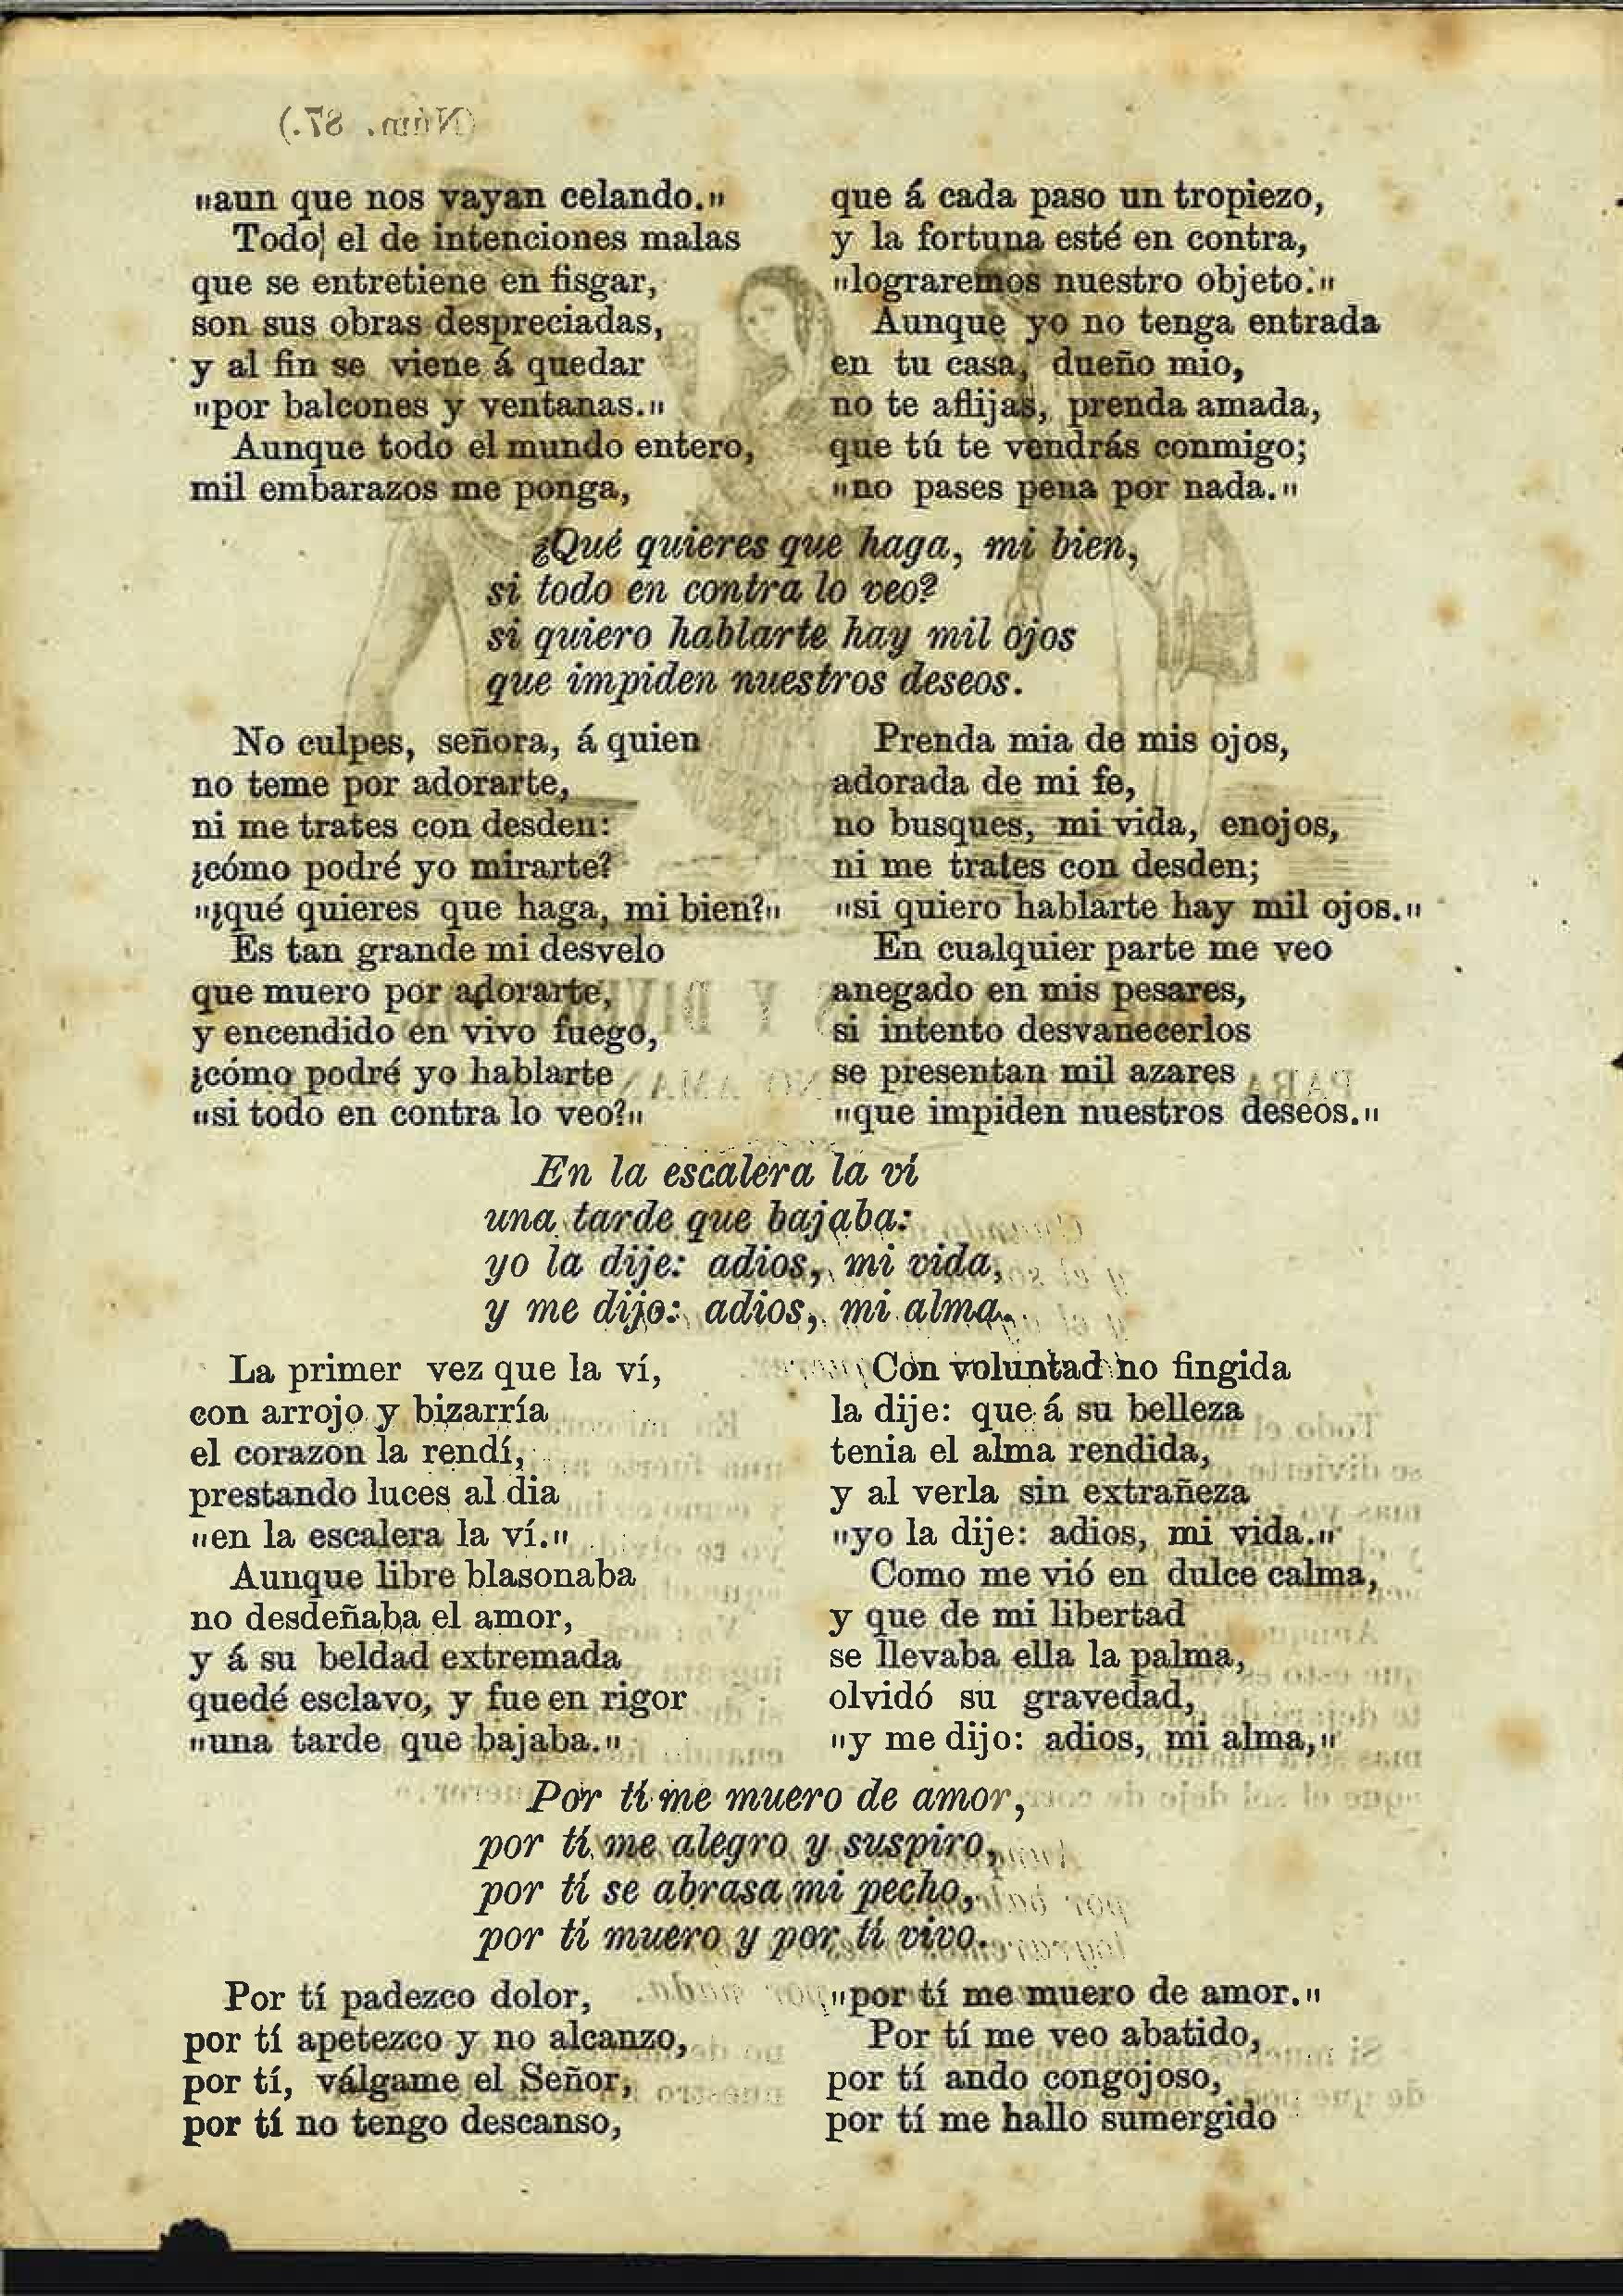 "aun que nos vayan celando."
Todo el de intenciones malas
que se entretiene en fisgar,
son sus obras despreciadas,
y al fin se viene á quedar
"por balcones y ventanas."
Aunque todo el mundo entero,
mil embarazos me ponga,
que á cada paso un tropiezo,
y la fortuna esté en contra,
"lograremos nuestro objeto."
Aunque yo no tenga entrada
en tu casa, dueño mio,
no te aflijas, prenda amada,
que tú te vendrás conmigo;
"no pases pena por nada."
¿Qué quieres que haga, mi bien,
si todo en contra lo veo?
si quiero hablarte hay mil ojos
que impiden nuestros deseos.
No culpes, señora, á quien
no teme por adorarte,
ni me trates con desden:
¿cómo podré yo mirarte?
"¿qué quieres que haga, mi bien?"
Es tan grande mi desvelo
que muero por adorarte,
y encendido en vivo fuego,
¿cómo podré yo hablarte
"si todo en contra lo veo?"
Prenda mia de mis ojos,
adorada de mi fe,
no busques, mi vida, enojos,
ni me trates con desden;
"si quiero hablarte hay mil ojos."
En cualquier parte me veo
anegado en mis pesares,
si intento desvanecerlos
se presentan mil azares
"que impiden nuestros deseos."
En la escalera la ví
una tarde que bajaba:
yo la dije: adios, mi vida,
y me dijo: adios, mi alma.
La primer vez que la ví,
con arrojo y bizarría
el corazon la rendí,
prestando luces al dia
"en la escalera la ví."
Aunque libre blasonaba
no desdeñaba el amor,
y á su beldad extremada
quedé esclavo, y fue en rigor
"una tarde que bajaba."
Con voluntad no fingida
la dije: que á su belleza
tenia el alma rendida,
y al verla sin extrañeza
"yo la dije: adios, mi vida."
Como me vió en dulce calma,
y que de mi libertad
se llevaba ella la palma,
olvidó su gravedad,
"y me dijo: adios, mi alma,"
Por tí me muero de amor,
por tí me alegro y suspiro,
por tí se abrasa mi pecho,
por tí muero y por tí vivo.
Por tí padezco dolor,
por tí apetezco y no alcanzo,
por tí, válgame el Señor,
por tí no tengo descanso,
"por tí me muero de amor."
Por tí me veo abatido,
por tí ando congojoso,
por tí me hallo sumergido